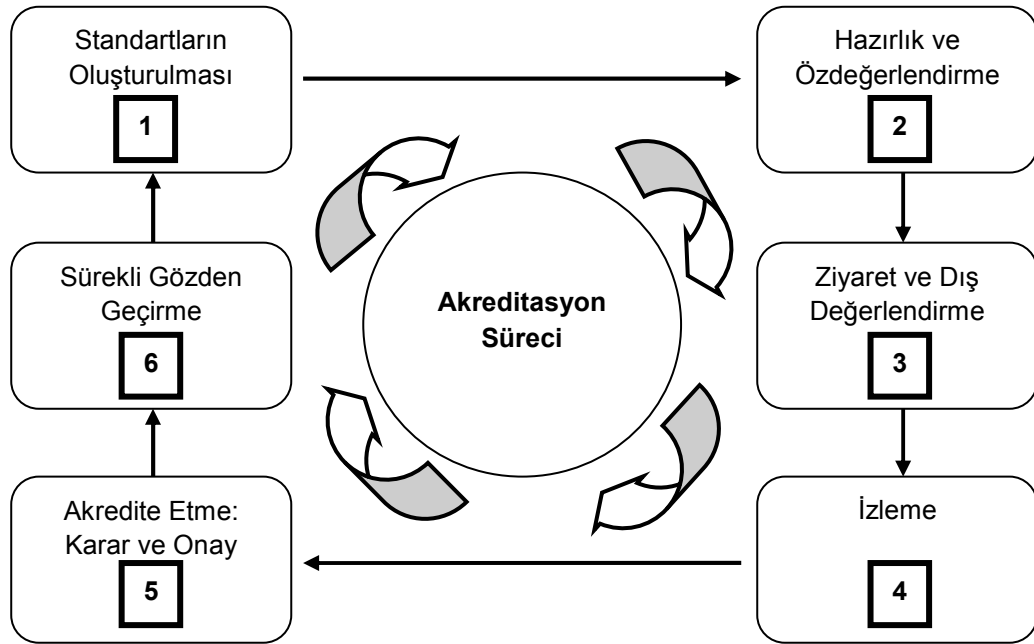 Standartların
Oluşturulması
1
Hazırlık ve
Özdeğerlendirme
2
Sürekli Gözden
Geçirme
6
Akreditasyon
Süreci
Ziyaret ve Dış
Değerlendirme
3
Akredite Etme:
Karar ve Onay
5
İzleme
4